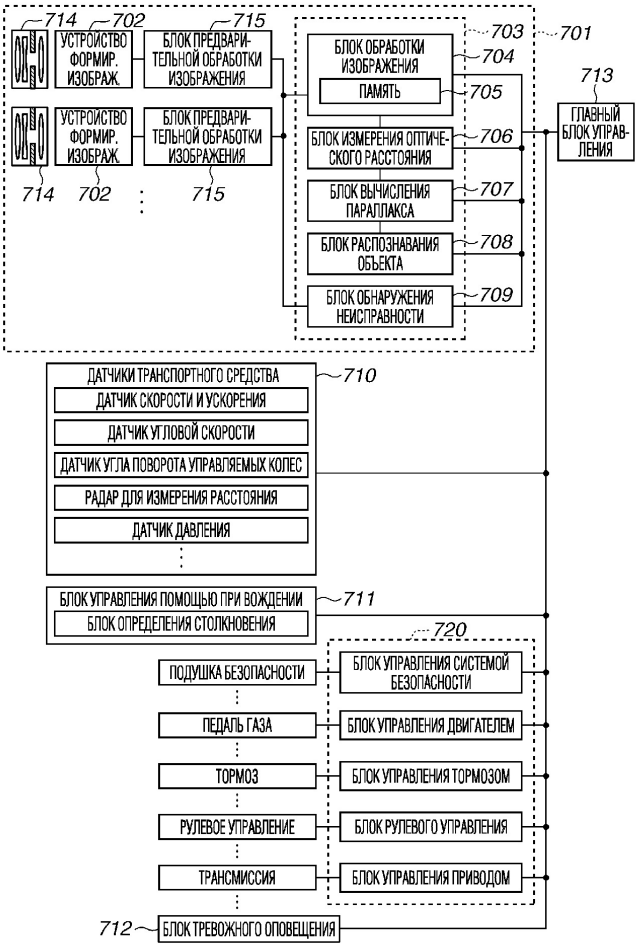 714
702
715
703
701
УСТРОЙСТВО
ФОРМИР.
ИЗОБРАЖ.
БЛОК ПРЕДВАРИ-
ТЕЛЬНОЙ ОБРАБОТКИ
ИЗОБРАЖЕНИЯ
БЛОК ОБРАБОТКИ
ИЗОБРАЖЕНИЯ
704
ПАМЯТЬ
705
713
ГЛАВНЫЙ
БЛОК УПРАВ-
ЛЕНИЯ
УСТРОЙСТВО
ФОРМИР.
ИЗОБРАЖ.
БЛОК ПРЕДВАРИ-
ТЕЛЬНОЙ ОБРАБОТКИ
ИЗОБРАЖЕНИЯ
714
702
715
БЛОК ИЗМЕРЕНИЯ ОПТИЧЕ-
СКОГО РАССТОЯНИЯ
706
БЛОК ВЫЧИСЛЕНИЯ
ПАРАЛЛАКСА
707
БЛОК РАСПОЗНАВАНИЯ
ОБЪЕКТА
708
БЛОК ОБНАРУЖЕНИЯ
НЕИСПРАВНОСТИ
709
ДАТЧИКИ ТРАНСПОРТНОГО СРЕДСТВА
710
ДАТЧИК СКОРОСТИ И УСКОРЕНИЯ
ДАТЧИК УГЛОВОЙ СКОРОСТИ
ДАТЧИК УГЛА ПОВОРОТА УПРАВЛЯЕМЫХ КОЛЕС
РАДАР ДЛЯ ИЗМЕРЕНИЯ РАССТОЯНИЯ
ДАТЧИК ДАВЛЕНИЯ
БЛОК УПРАВЛЕНИЯ ПОМОЩЬЮ ПРИ ВОЖДЕНИИ
711
БЛОК ОПРЕДЕЛЕНИЯ СТОЛКНОВЕНИЯ
720
ПОДУШКА БЕЗОПАСНОСТИ
БЛОК УПРАВЛЕНИЯ СИСТЕМОЙ
БЕЗОПАСНОСТИ
ПЕДАЛЬ ГАЗА
БЛОК УПРАВЛЕНИЯ ДВИГАТЕЛЕМ
ТОРМОЗ
БЛОК УПРАВЛЕНИЯ ТОРМОЗОМ
РУЛЕВОЕ УПРАВЛЕНИЕ
БЛОК РУЛЕВОГО УПРАВЛЕНИЯ
ТРАНСМИССИЯ
БЛОК УПРАВЛЕНИЯ ПРИВОДОМ
712
БЛОК ТРЕВОЖНОГО ОПОВЕЩЕНИЯ